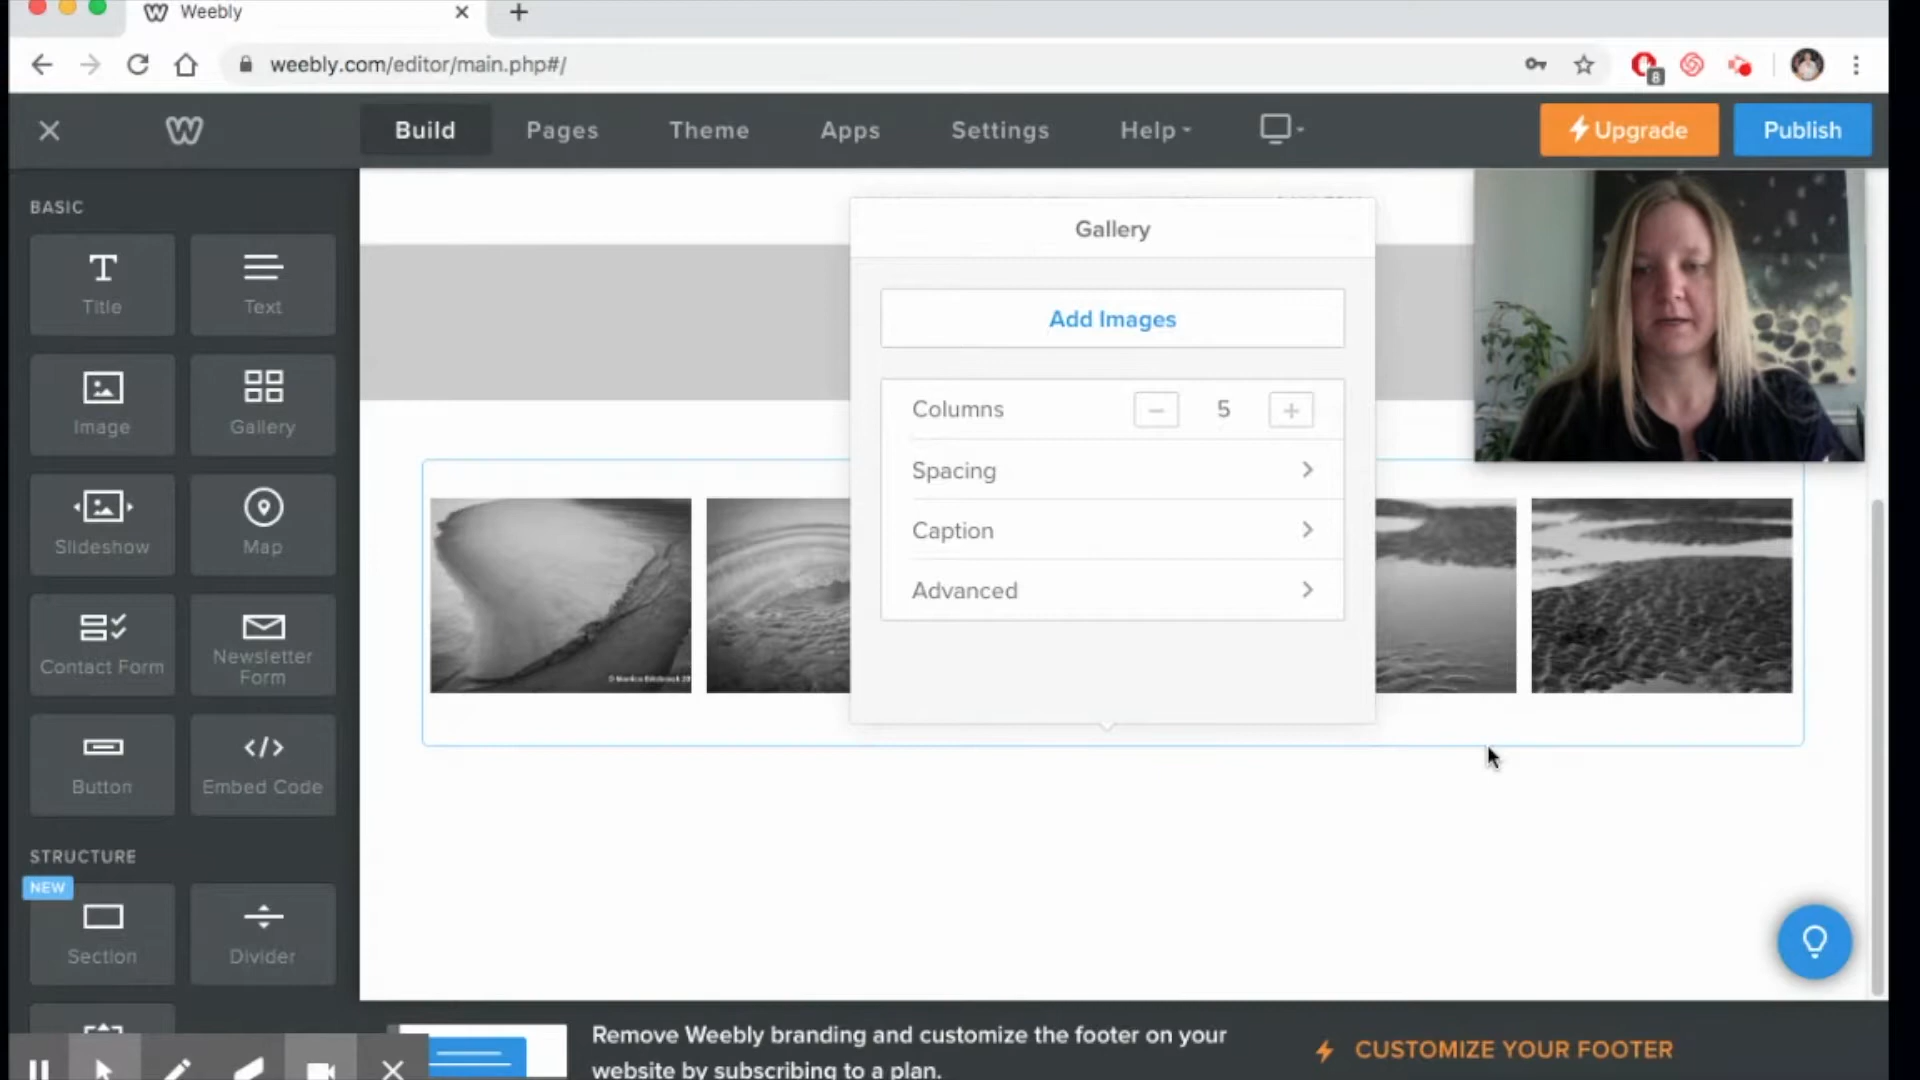 Weebly
weebly.com/editor/main.php#/
8
Build
Pages
Theme
Apps
Settings
Help
Upgrade
Publish
BASIC
Title
Text
Image
Gallery
Slideshow
Map
Contact Form
Newsletter
Form
Button
Embed Code
STRUCTURE
NEW
Section
Divider
Gallery
Add Images
Columns
5
Spacing
Caption
Advanced
Remove Weebly branding and customize the footer on your
website by subscribing to a plan.
CUSTOMIZE YOUR FOOTER